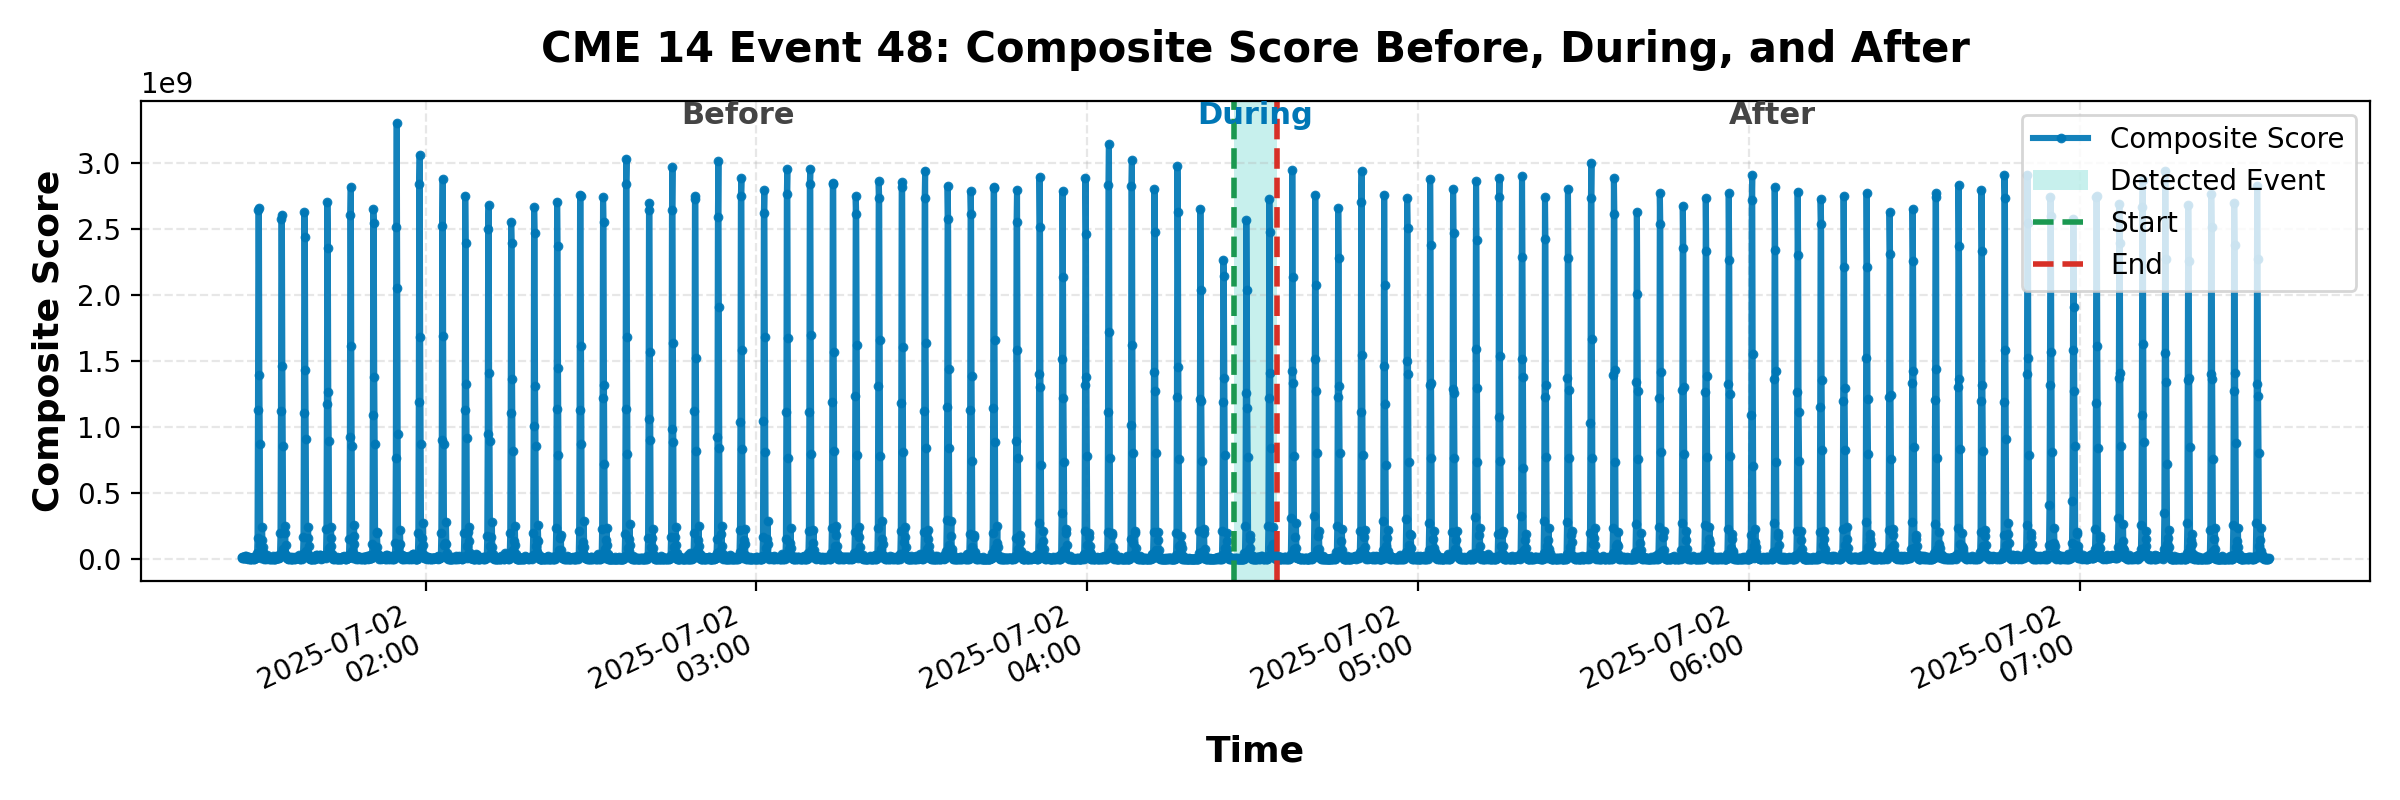 CME 14 Event 48: Composite Score Before, During, and After
1e9
Before
During
After
Composite Score
Detected Event
Start
End
3.0
2.5
2.0
1.5
1.0
0.5
0.0
Composite Score
2025-07-02
02:00
2025-07-02
03:00
2025-07-02
04:00
2025-07-02
05:00
2025-07-02
06:00
2025-07-02
07:00
Time